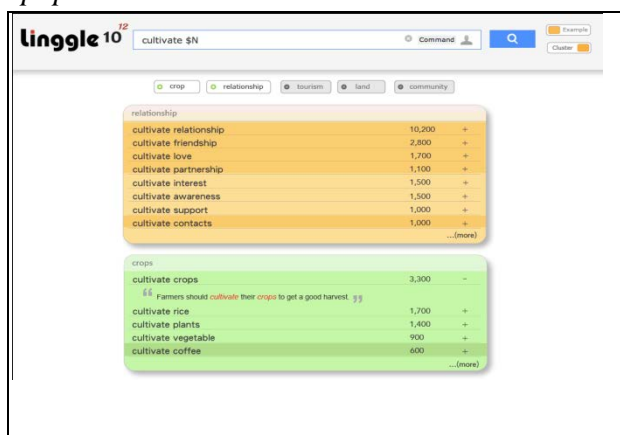 Linggle 10 12
cultivate $N
Command
Example
Cluster
crop relationship tourism land community
relationship
cultivate relationship 10,200 +
cultivate friendship 2,800 +
cultivate love 1,700 +
cultivate partnership 1,100 +
cultivate interest 1,500 +
cultivate awareness 1,500 +
cultivate support 1,000 +
cultivate contacts 1,000 +
...(more)
crops
cultivate crops 3,300 -
“ Farmers should cultivate their crops to get a good harvest. ”
cultivate rice 1,700 +
cultivate plants 1,400 +
cultivate vegetable 900 +
cultivate coffee 600 +
...(more)